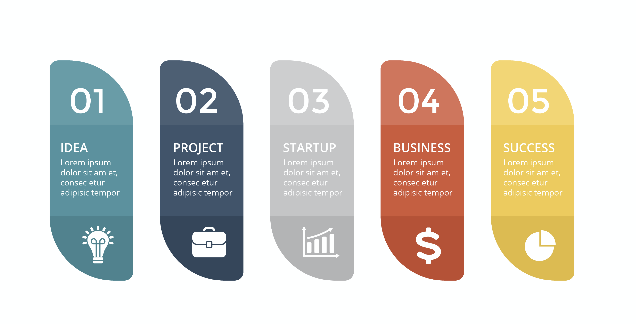 01
IDEA
Lorem ipsum
dolor sit am et,
consec etur
adipisic tempor
02
PROJECT
Lorem ipsum
dolor sit am et,
consec etur
adipisic tempor
03
STARTUP
Lorem ipsum
dolor sit am et,
consec etur
adipisic tempor
04
BUSINESS
Lorem ipsum
dolor sit am et,
consec etur
adipisic tempor
$
05
SUCCESS
Lorem ipsum
dolor sit am et,
consec etur
adipisic tempor